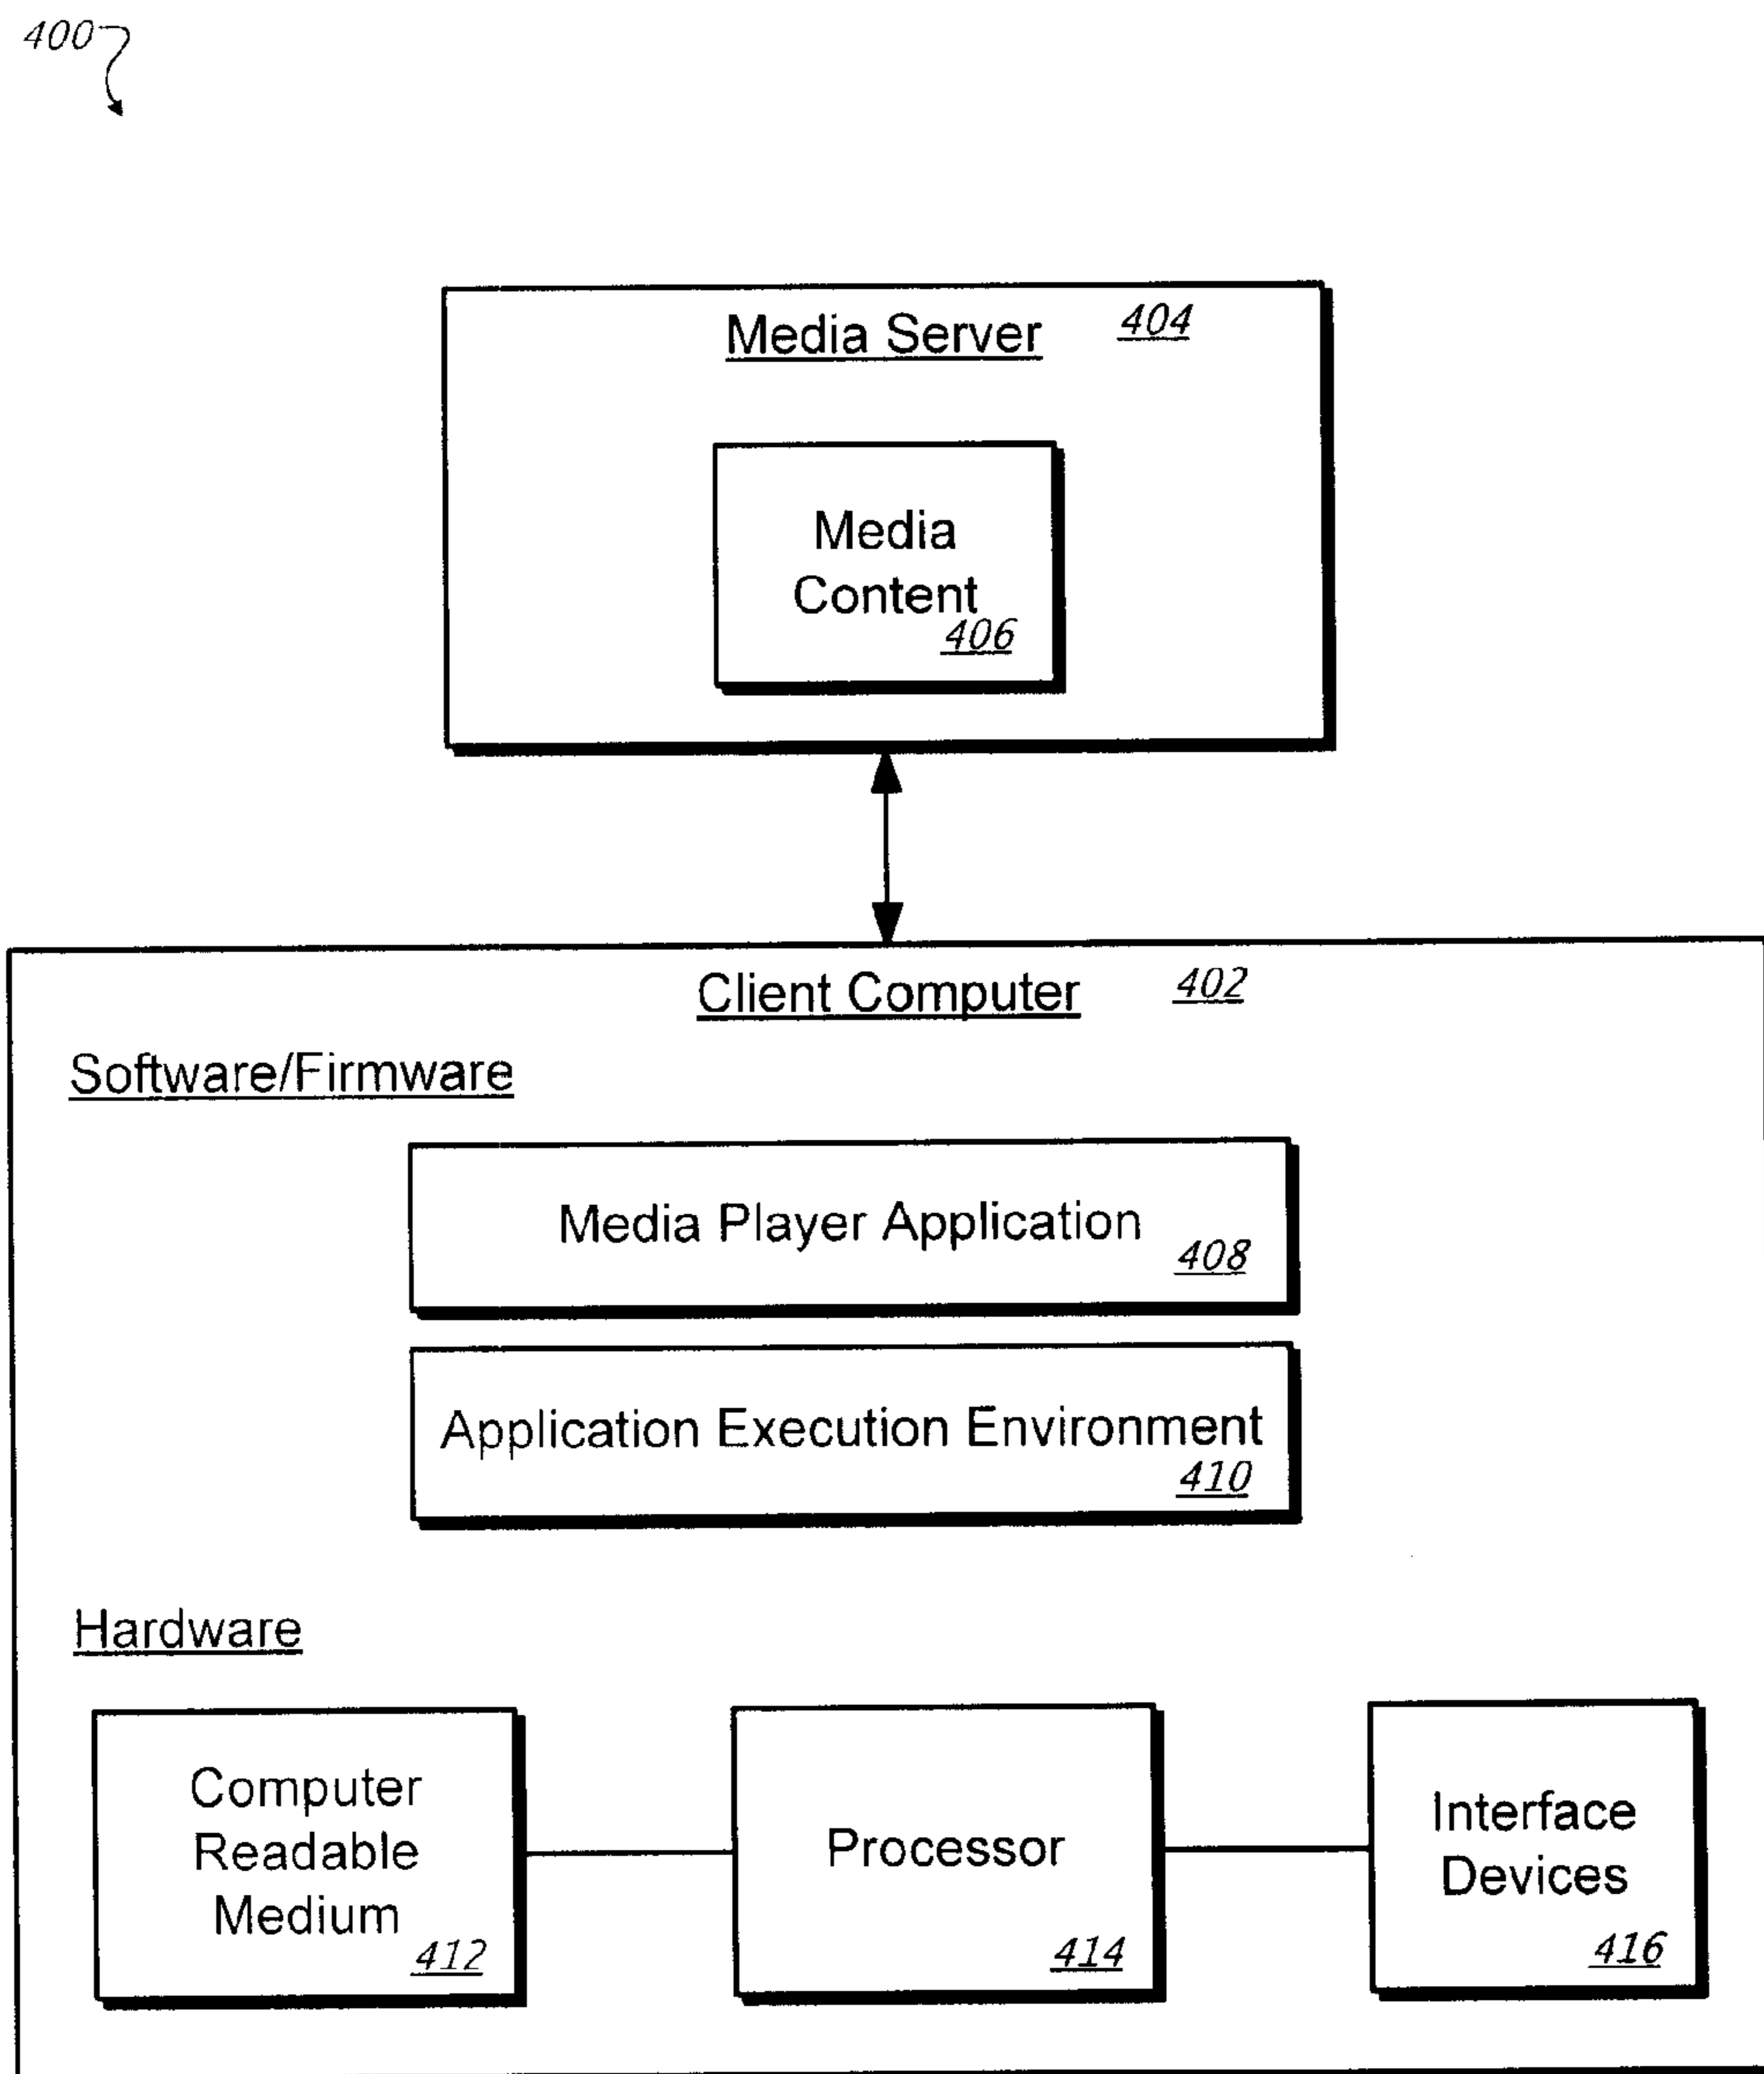 400
Media Server 404
Media
Content
406
Client Computer 402
Software/Firmware
Media Player Application
408
Application Execution Environment
410
Hardware
Computer
Readable
Medium
412
Processor
414
Interface
Devices
416